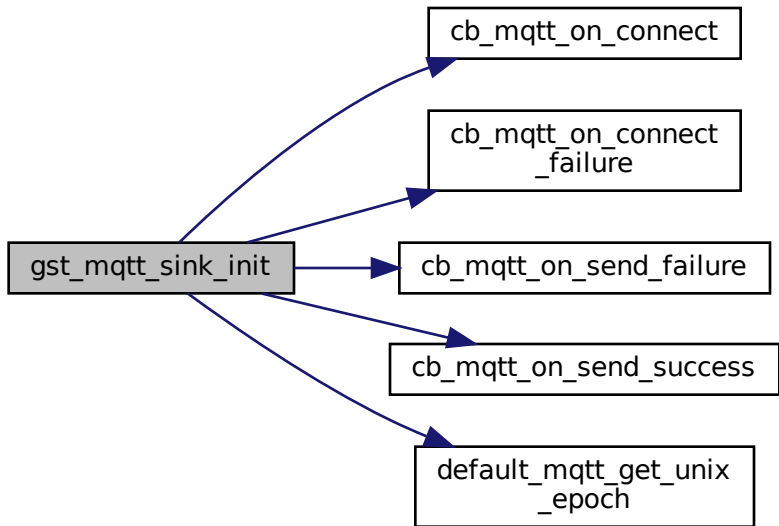 cb_mqtt_on_connect
cb_mqtt_on_connect
_failure
gst_mqtt_sink_init
cb_mqtt_on_send_failure
cb_mqtt_on_send_success
default_mqtt_get_unix
_epoch